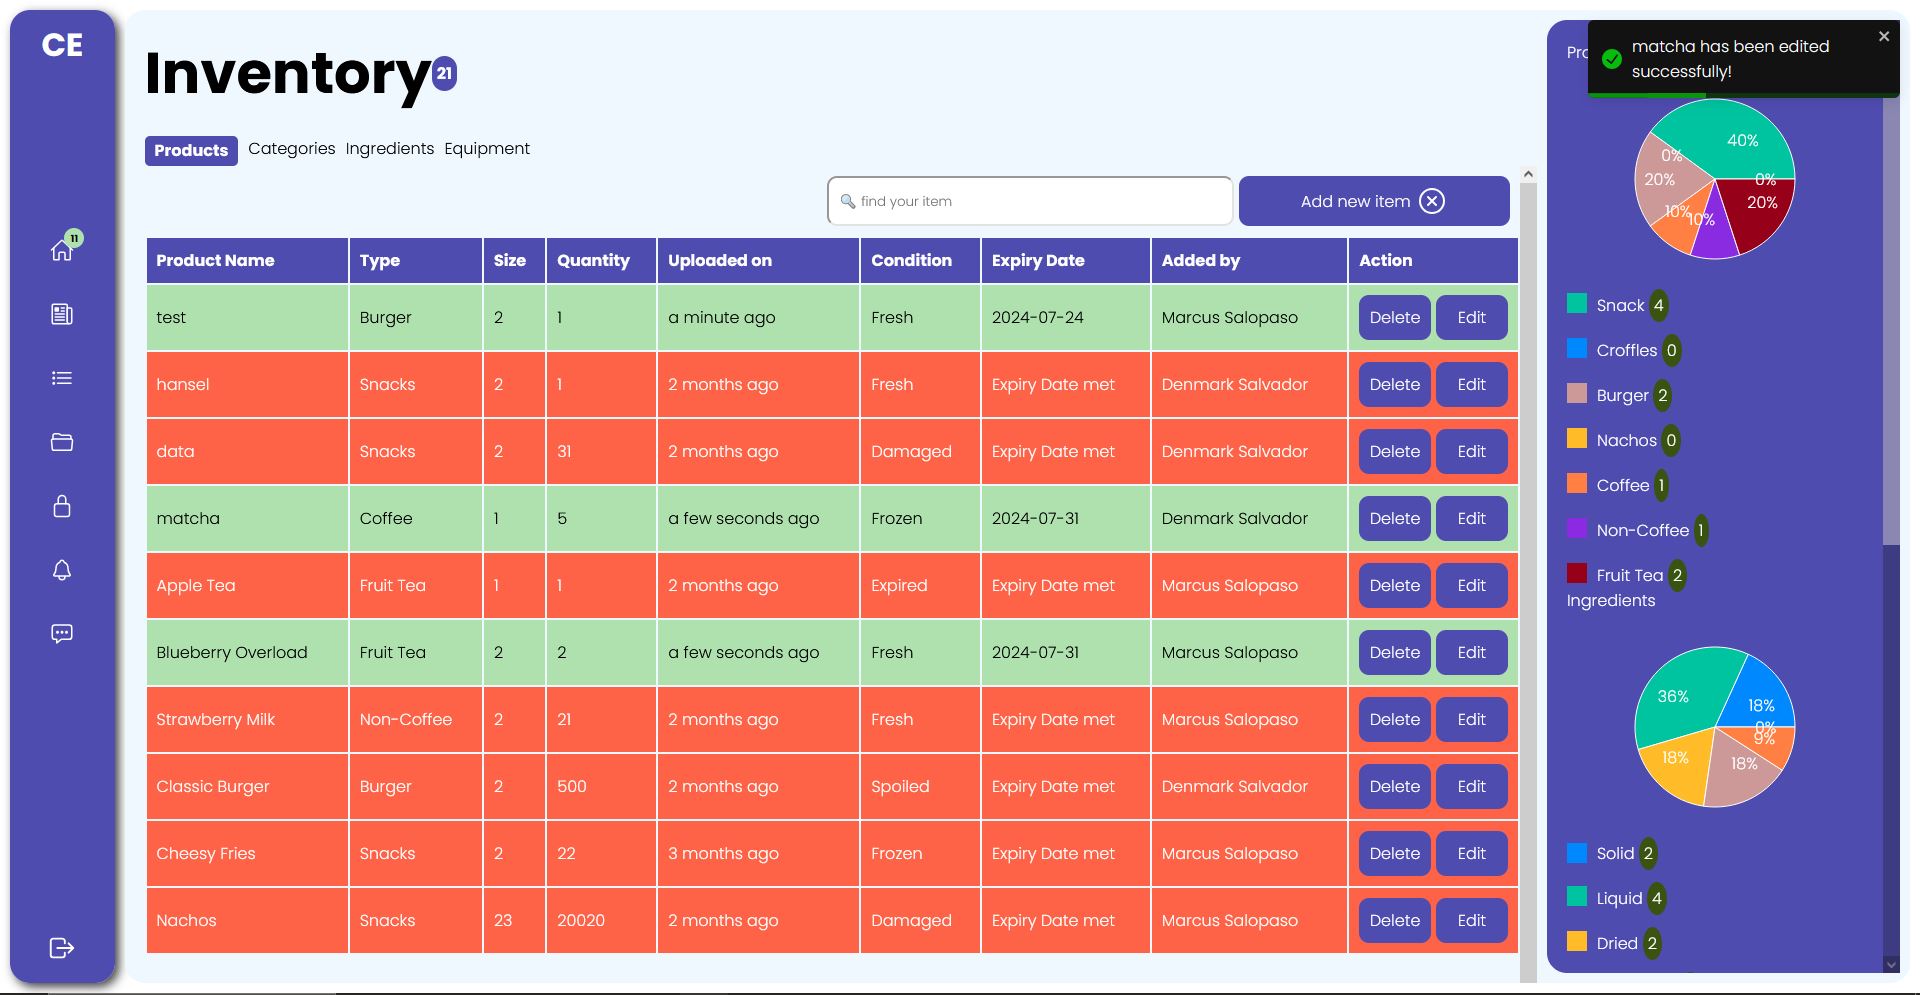 CE
11
Inventory 21
Products Categories Ingredients Equipment
find your item
Add new item
Product Name Type Size Quantity Uploaded on Condition Expiry Date Added by Action
test Burger 2 1 a minute ago Fresh 2024-07-24 Marcus Salopaso Delete Edit
hansel Snacks 2 1 2 months ago Fresh Expiry Date met Denmark Salvador Delete Edit
data Snacks 2 31 2 months ago Damaged Expiry Date met Denmark Salvador Delete Edit
matcha Coffee 1 5 a few seconds ago Frozen 2024-07-31 Denmark Salvador Delete Edit
Apple Tea Fruit Tea 1 1 2 months ago Expired Expiry Date met Marcus Salopaso Delete Edit
Blueberry Overload Fruit Tea 2 2 a few seconds ago Fresh 2024-07-31 Marcus Salopaso Delete Edit
Strawberry Milk Non-Coffee 2 21 2 months ago Fresh Expiry Date met Marcus Salopaso Delete Edit
Classic Burger Burger 2 500 2 months ago Spoiled Expiry Date met Denmark Salvador Delete Edit
Cheesy Fries Snacks 2 22 3 months ago Frozen Expiry Date met Marcus Salopaso Delete Edit
Nachos Snacks 23 20020 2 months ago Damaged Expiry Date met Marcus Salopaso Delete Edit
matcha has been edited
successfully!
40%
0%
20%
0%
20%
10%
10%
Snack 4
Croffles 0
Burger 2
Nachos 0
Coffee 1
Non-Coffee 1
Fruit Tea 2
Ingredients
36%
18%
0%
9%
18%
18%
Solid 2
Liquid 4
Dried 2